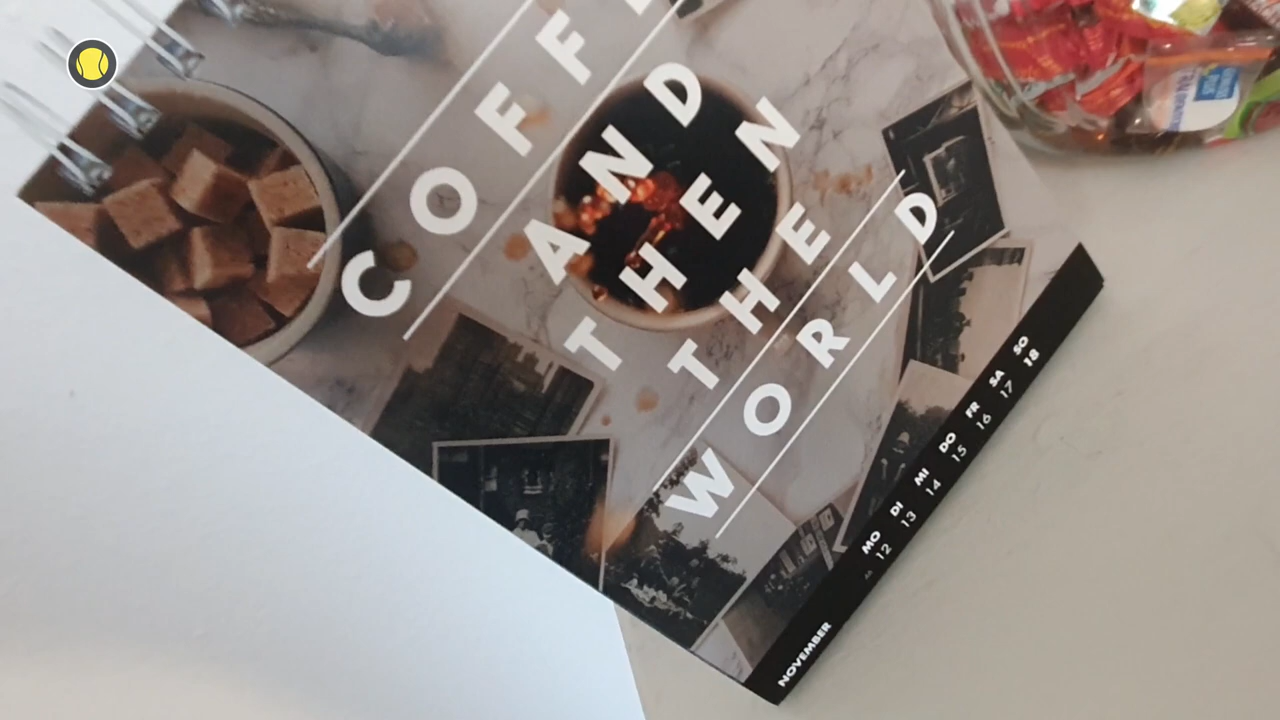 COFF
AND
THEN
THE
WORLD
MO DI MI DO FR SA SO
12 13 14 15 16 17 18
NOVEMBER